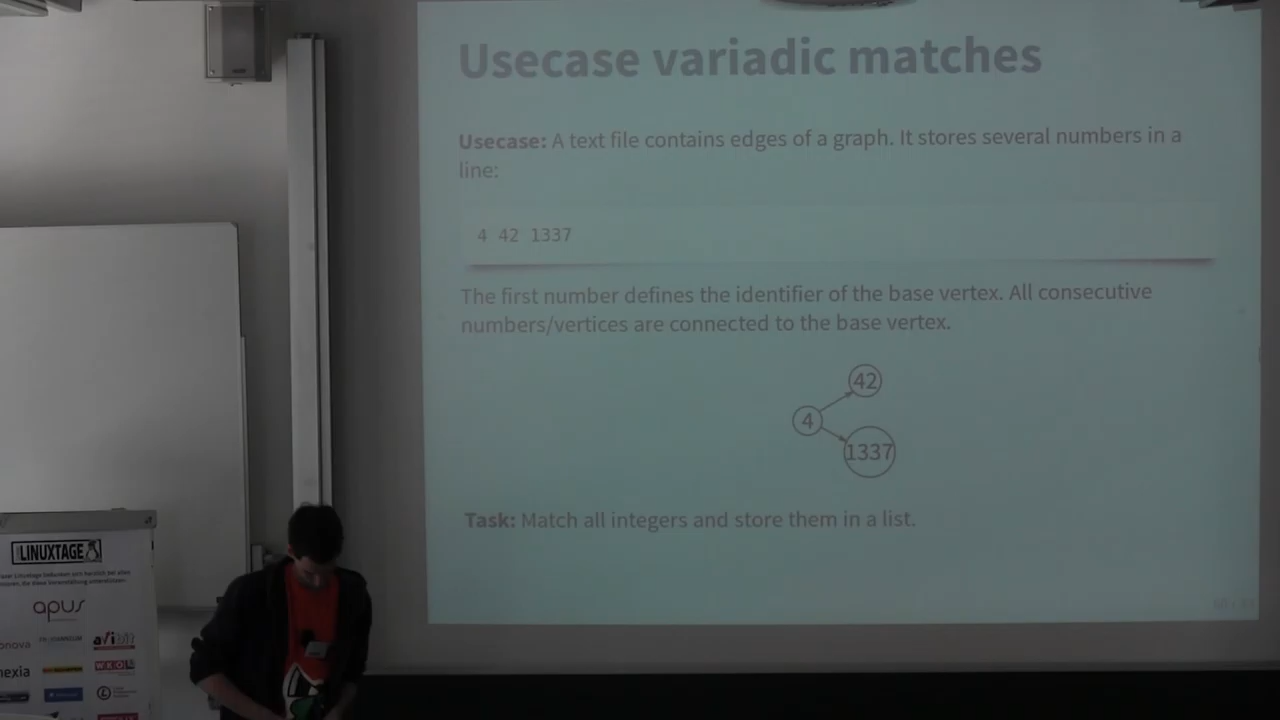 Usecase variadic matches
Usecase: A text file contains edges of a graph. It stores several numbers in a
line:
4 42 1337
The first number defines the identifier of the base vertex. All consecutive
numbers/vertices are connected to the base vertex.
42
4
1337
Task: Match all integers and store them in a list.
LINUXTAGE
apus
avibit
WKO